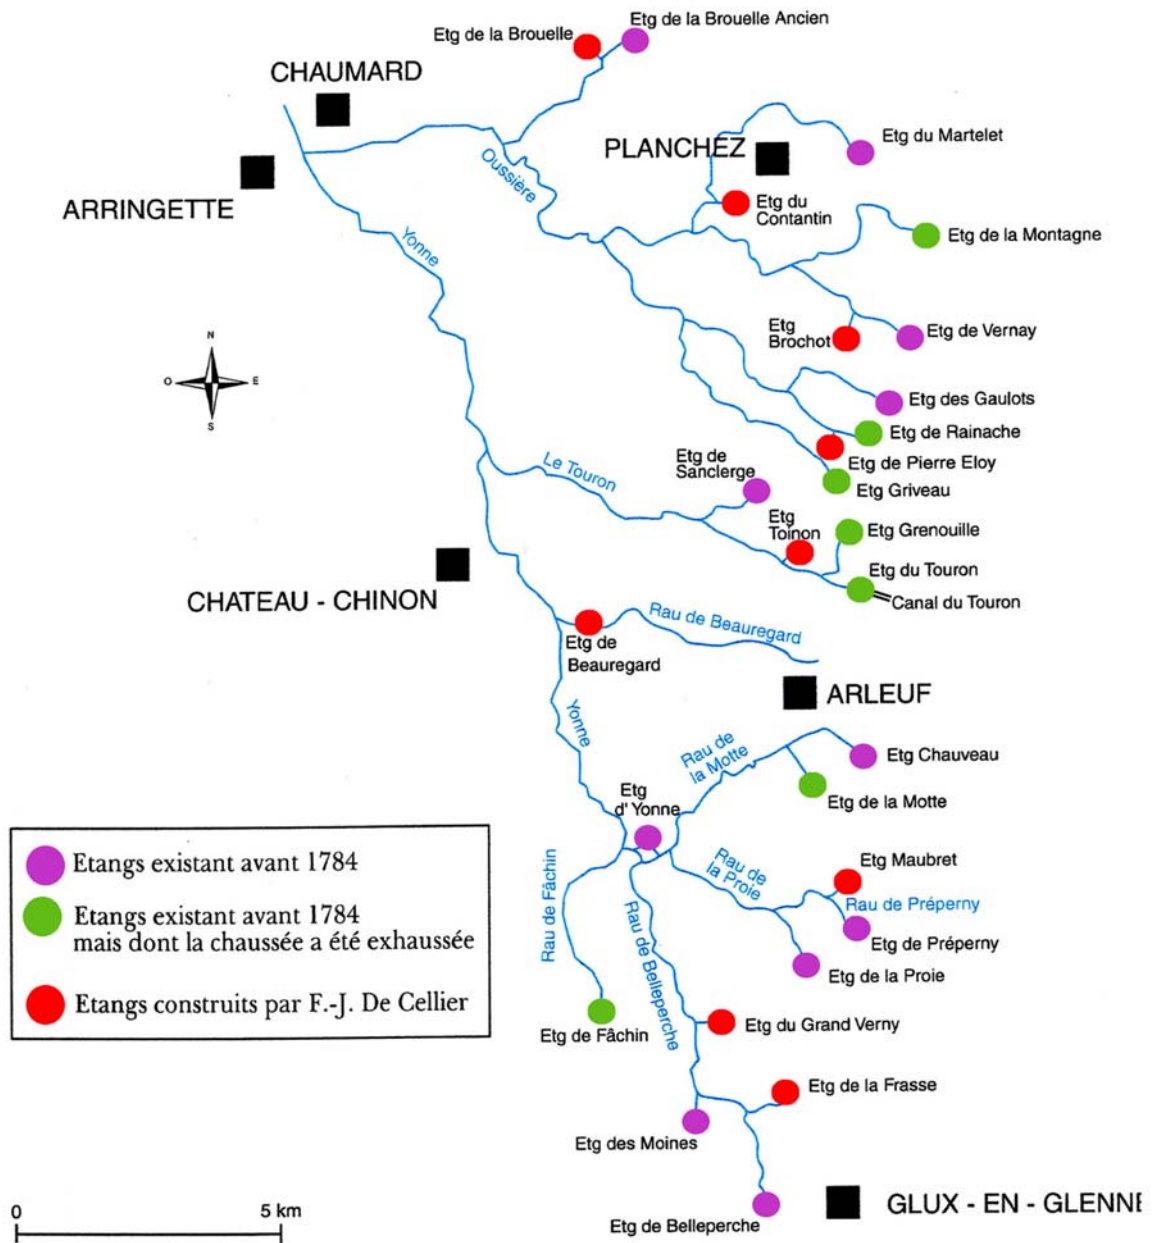 Etg de la Brouelle Ancien
Etg de la Brouelle
CHAUMARD
PLANCHEZ
Etg du Martelet
Oussière
ARRINGETTE
Etg du
Contantin
Etg de la Montagne
Yonne
Etg
Brochot
Etg de Vernay
N
O
E
S
Etg des Gaulots
Etg de Rainache
Etg de
Sanclerge
Le Touron
Etg de Pierre Eloy
Etg Griveau
Etg
Toinon
Etg Grenouille
Etg du Touron
Canal du Touron
CHATEAU - CHINON
Rau de Beauregard
Etg de
Beauregard
ARLEUF
Yonne
Rau de
la Motte
Etg Chauveau
Etg
d'Yonne
Etg de la Motte
Etangs existant avant 1784
Etangs existant avant 1784
mais dont la chaussée a été exhaussée
Etangs construits par F.-J. De Cellier
Rau de Fâchin
Rau de Belleperche
Rau de
la Proie
Etg Maubret
Rau de Préperny
Etg de Préperny
Etg de la Proie
Etg de Fâchin
Etg du Grand Verny
Etg de la Frasse
Etg des Moines
Etg de Belleperche
GLUX - EN - GLENNE
0
5 km